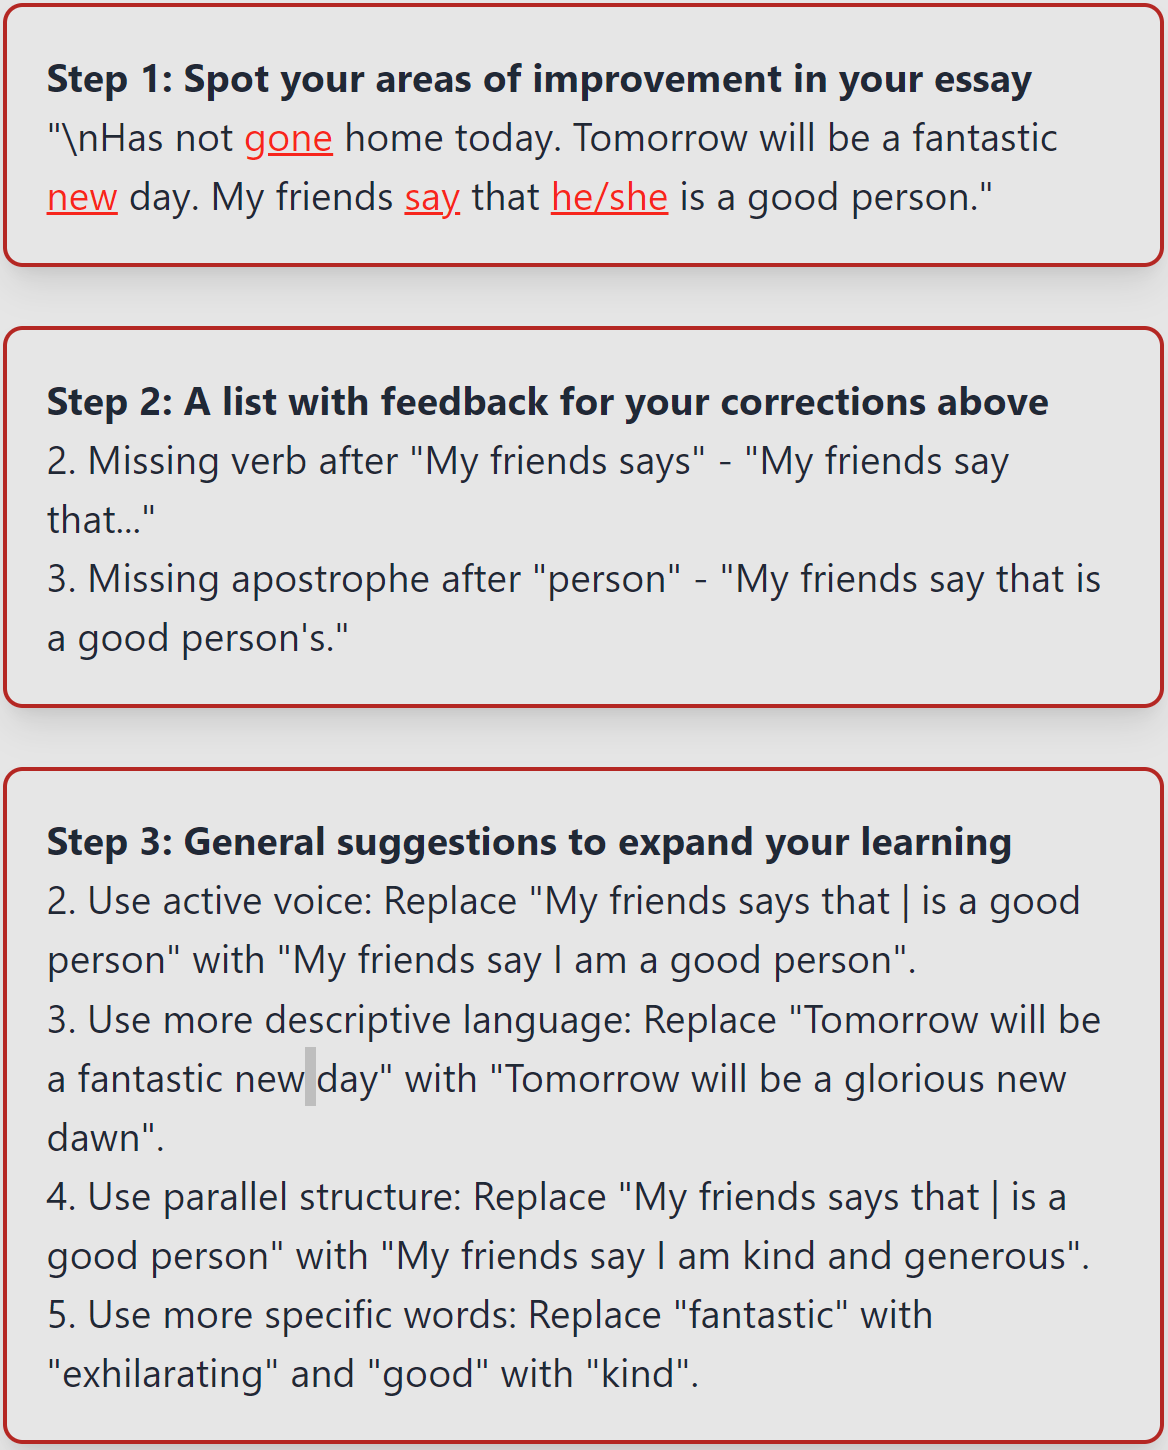 Step 1: Spot your areas of improvement in your essay
"\nHas not gone home today. Tomorrow will be a fantastic
new day. My friends say that he/she is a good person."
Step 2: A list with feedback for your corrections above
2. Missing verb after "My friends says" - "My friends say
that..."
3. Missing apostrophe after "person" - "My friends say that is
a good person's."
Step 3: General suggestions to expand your learning
2. Use active voice: Replace "My friends says that | is a good
person" with "My friends say I am a good person".
3. Use more descriptive language: Replace "Tomorrow will be
a fantastic new day" with "Tomorrow will be a glorious new
dawn".
4. Use parallel structure: Replace "My friends says that | is a
good person" with "My friends say I am kind and generous".
5. Use more specific words: Replace "fantastic" with
"exhilarating" and "good" with "kind".